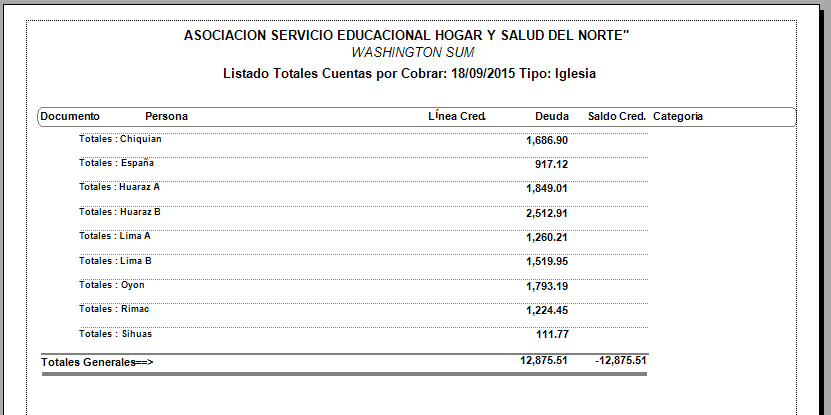 ASOCIACION SERVICIO EDUCACIONAL HOGAR Y SALUD DEL NORTE"
WASHINGTON SUM
Listado Totales Cuentas por Cobrar: 18/09/2015 Tipo: Iglesia
Documento Persona Línea Cred. Deuda Saldo Cred. Categoría
Totales : Chiquian 1,686.90
Totales : España 917.12
Totales : Huaraz A 1,849.01
Totales : Huaraz B 2,512.91
Totales : Lima A 1,260.21
Totales : Lima B 1,519.95
Totales : Oyon 1,793.19
Totales : Rimac 1,224.45
Totales : Sihuas 111.77
Totales Generales==> 12,875.51 -12,875.51